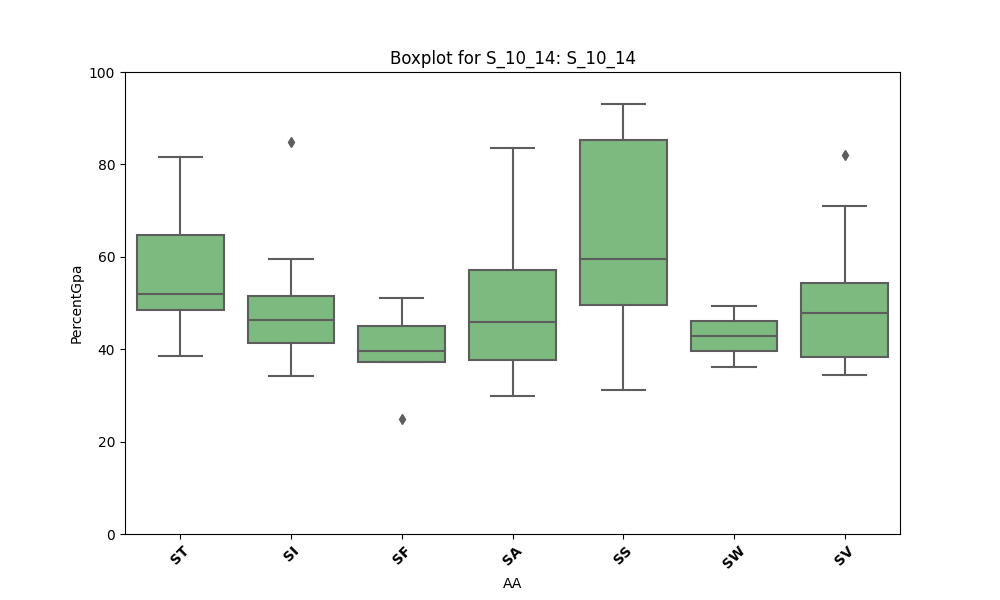 Boxplot for S_10_14: S_10_14
100
80
60
40
20
0
PercentGpa
ST
SI
SF
SA
SS
SW
SV
AA